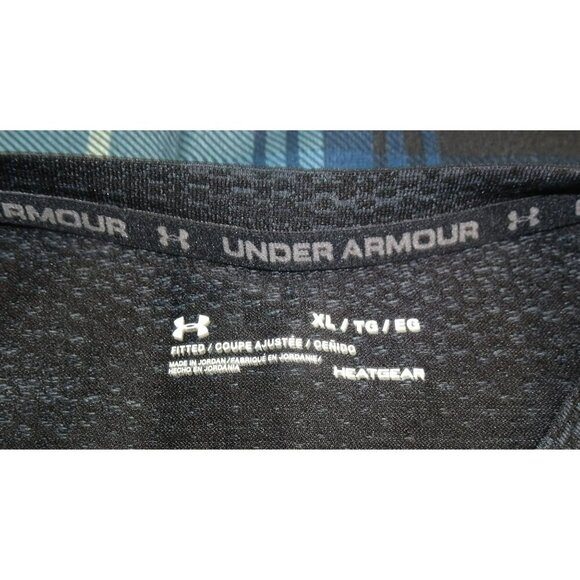 ARMOUR UNDER ARMOUR
XL / TG / EG
FITTED / COUPE AJUSTÉE / CEÑIDO
MADE IN JORDAN / FABRIQUÉ EN JORDANIE /
HECHO EN JORDANIA
HEATGEAR